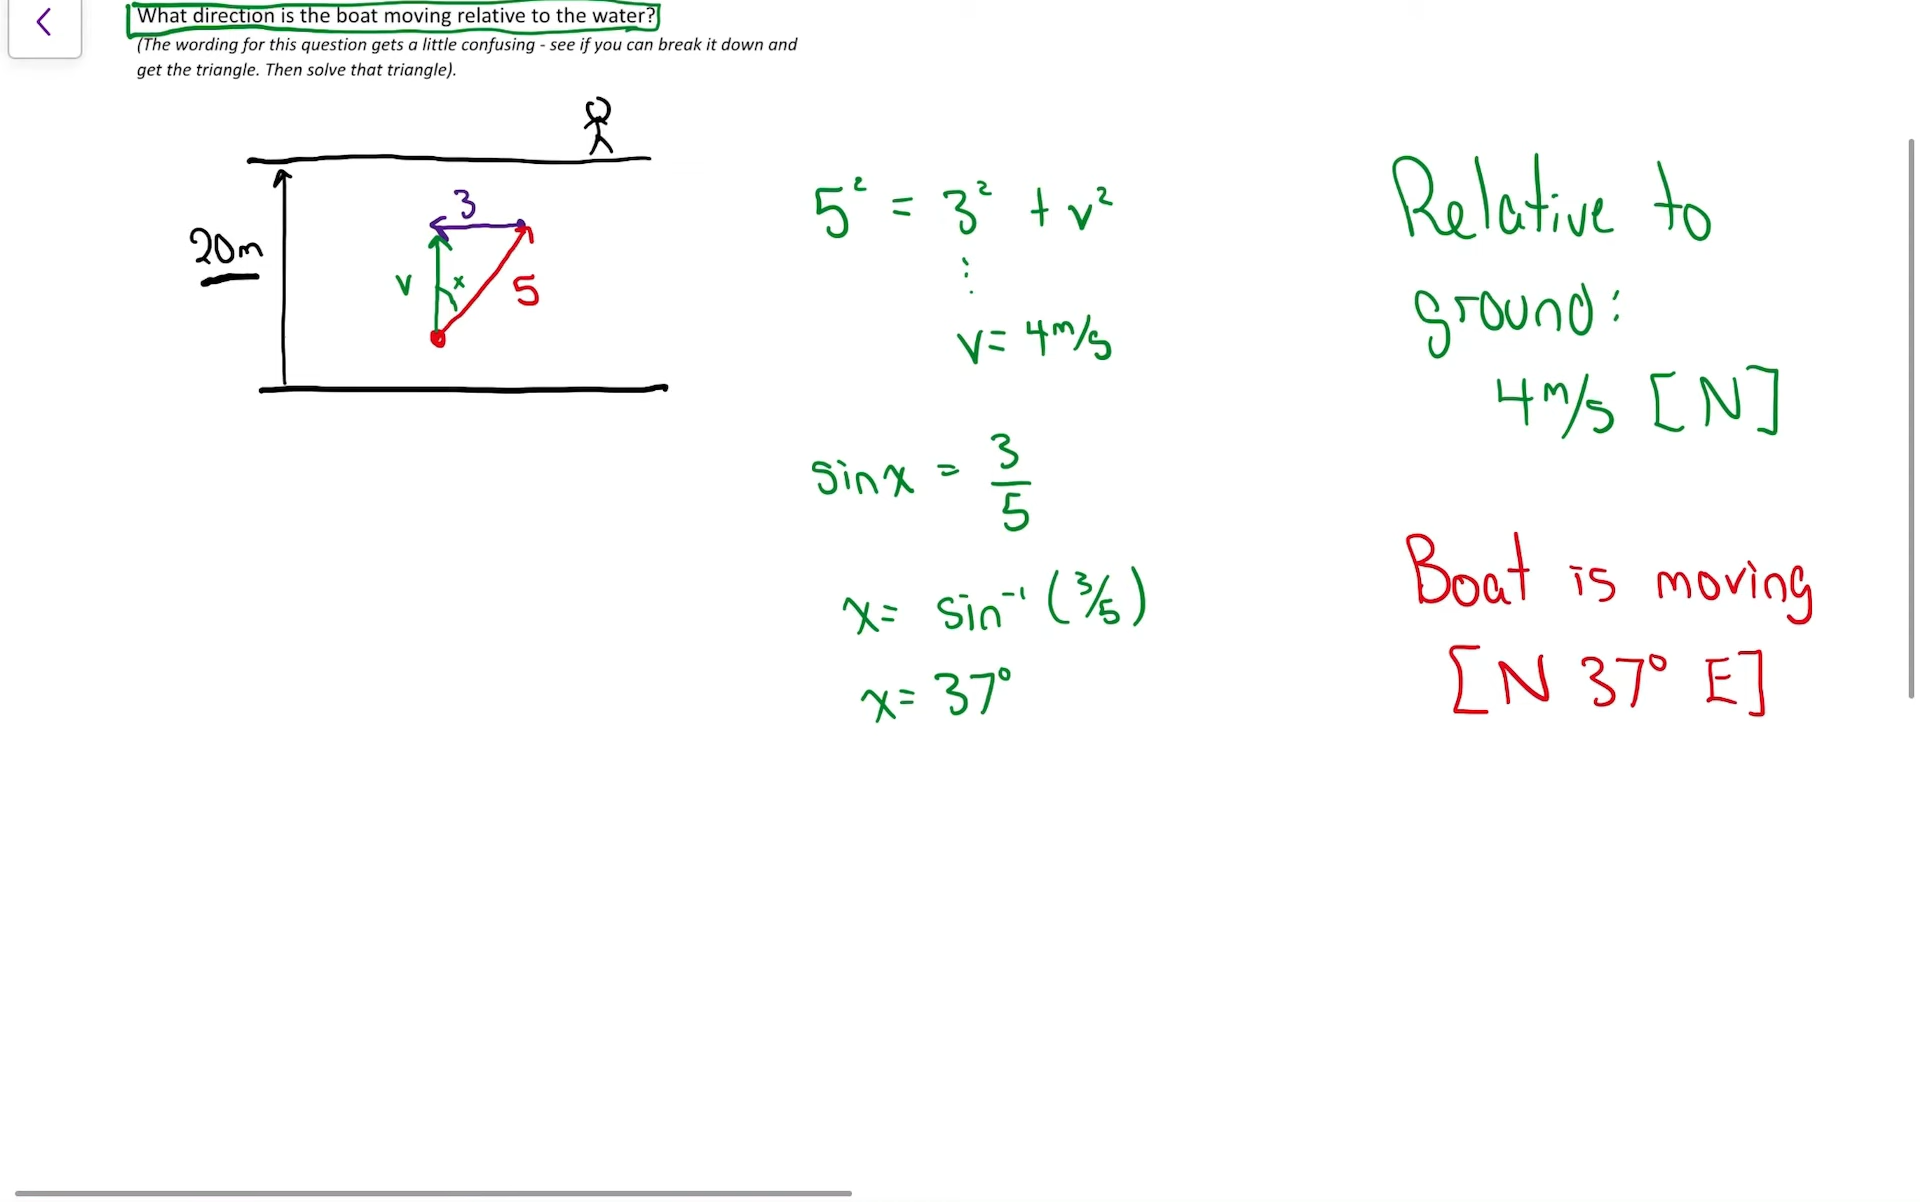 What direction is the boat moving relative to the water?
(The wording for this question gets a little confusing - see if you can break it down and
get the triangle. Then solve that triangle).
20m
3
v
x
5
5² = 3² + v²
⋮
v = 4 m/s
sin x = 3/5
x = sin⁻¹ (3/5)
x = 37°
Relative to
ground:
4 m/s [N]
Boat is moving
[N 37° E]